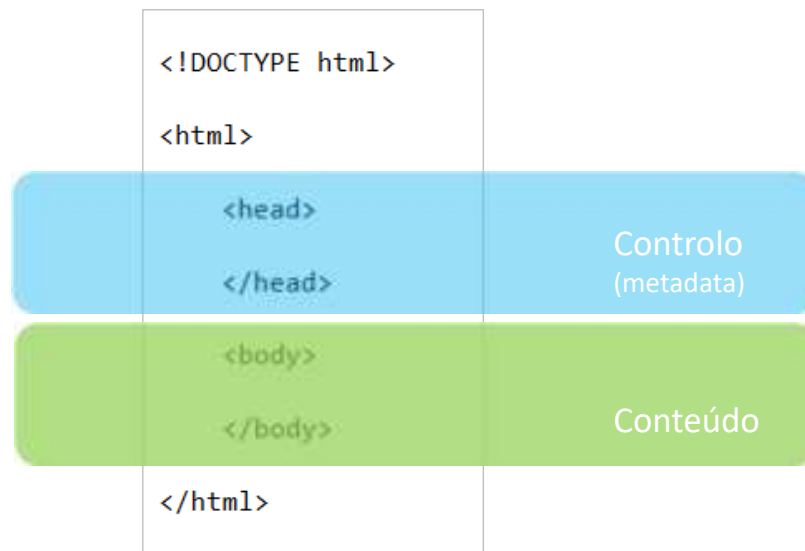 <!DOCTYPE html>
<html>
<head>
Controlo
</head>
(metadata)
<body>
</body>
Conteúdo
</html>